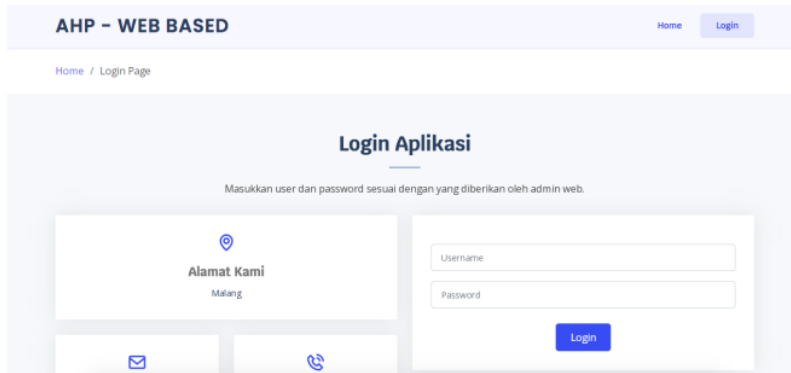 AHP - WEB BASED
Home
Login
Home / Login Page
Login Aplikasi
Masukkan user dan password sesuai dengan yang diberikan oleh admin web.
Alamat Kami
Malang
Username
Password
Login